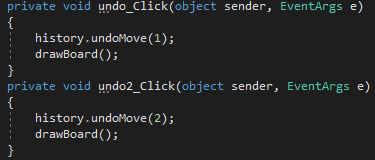 private void undo_Click(object sender, EventArgs e)
{
    history.undoMove(1);
    drawBoard();
}
private void undo2_Click(object sender, EventArgs e)
{
    history.undoMove(2);
    drawBoard();
}